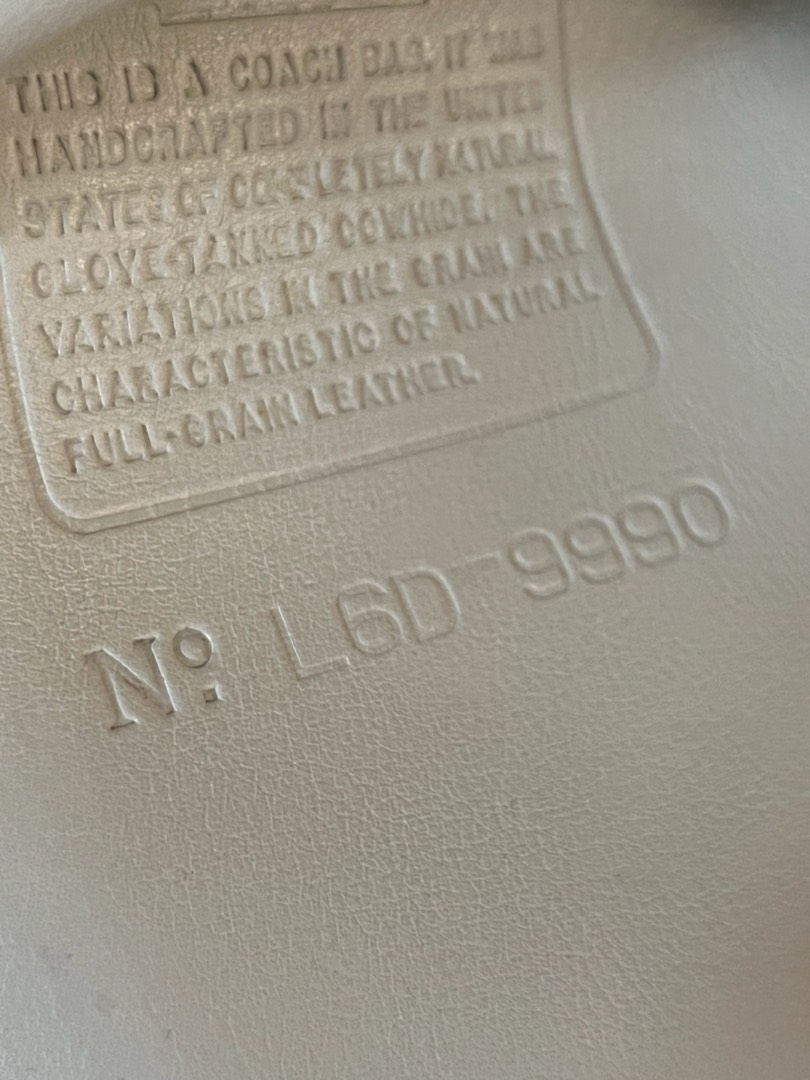 THIS IS A COACH BAG. IT WAS
HANDCRAFTED IN THE UNITED
STATES OF COMPLETELY NATURAL
GLOVE-TANNED COWHIDE. THE
VARIATIONS IN THE GRAIN ARE
CHARACTERISTIC OF NATURAL
FULL-GRAIN LEATHER.
Nº. L6D-9990